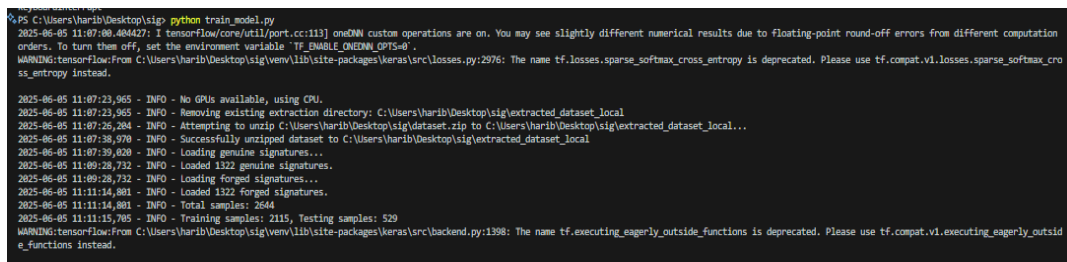 KeyboardInterrupt
PS C:\Users\harib\Desktop\sig> python train_model.py
2025-06-05 11:07:00.404427: I tensorflow/core/util/port.cc:113] oneDNN custom operations are on. You may see slightly different numerical results due to floating-point round-off errors from different computation
orders. To turn them off, set the environment variable `TF_ENABLE_ONEDNN_OPTS=0`.
WARNING:tensorflow:From C:\Users\harib\Desktop\sig\venv\lib\site-packages\keras\src\losses.py:2976: The name tf.losses.sparse_softmax_cross_entropy is deprecated. Please use tf.compat.v1.losses.sparse_softmax_cro
ss_entropy instead.
2025-06-05 11:07:23,965 - INFO - No GPUs available, using CPU.
2025-06-05 11:07:23,965 - INFO - Removing existing extraction directory: C:\Users\harib\Desktop\sig\extracted_dataset_local
2025-06-05 11:07:26,204 - INFO - Attempting to unzip C:\Users\harib\Desktop\sig\dataset.zip to C:\Users\harib\Desktop\sig\extracted_dataset_local...
2025-06-05 11:07:38,970 - INFO - Successfully unzipped dataset to C:\Users\harib\Desktop\sig\extracted_dataset_local
2025-06-05 11:07:39,020 - INFO - Loading genuine signatures...
2025-06-05 11:09:28,732 - INFO - Loaded 1322 genuine signatures.
2025-06-05 11:09:28,732 - INFO - Loading forged signatures...
2025-06-05 11:11:14,801 - INFO - Loaded 1322 forged signatures.
2025-06-05 11:11:14,801 - INFO - Total samples: 2644
2025-06-05 11:11:15,705 - INFO - Training samples: 2115, Testing samples: 529
WARNING:tensorflow:From C:\Users\harib\Desktop\sig\venv\lib\site-packages\keras\src\backend.py:1398: The name tf.executing_eagerly_outside_functions is deprecated. Please use tf.compat.v1.executing_eagerly_outsid
e_functions instead.